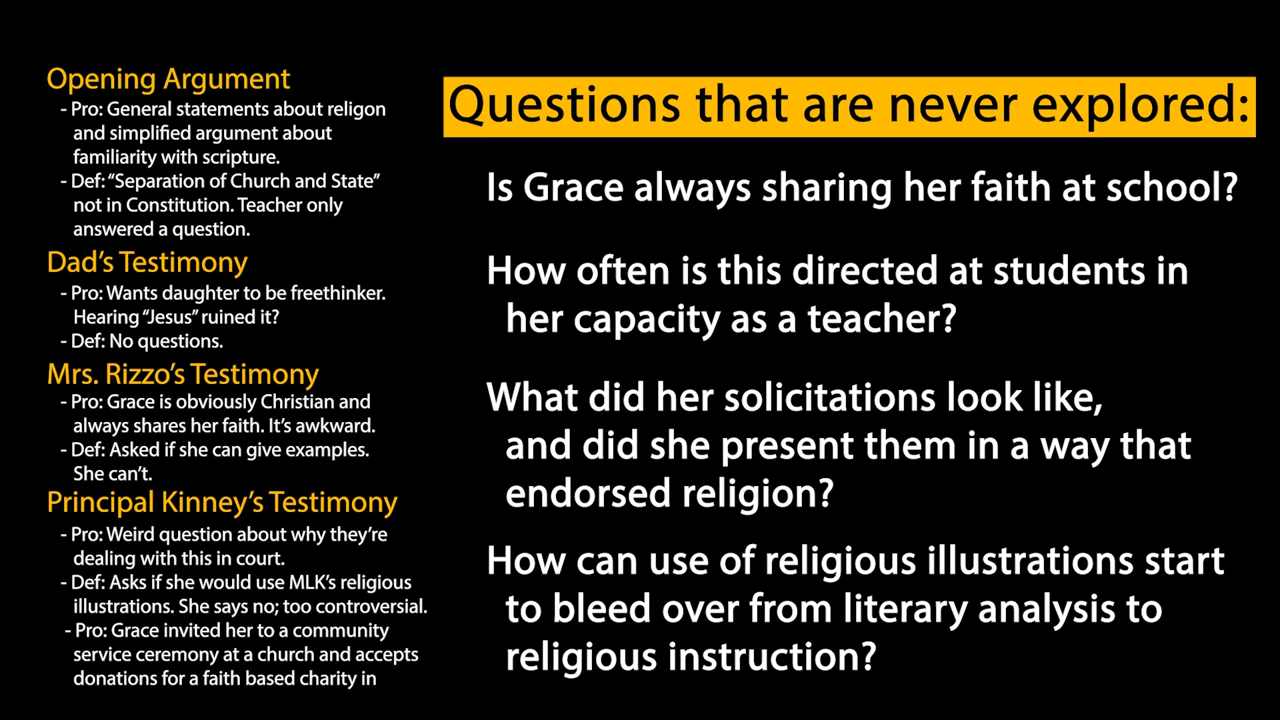 Opening Argument
- Pro: General statements about religon
and simplified argument about
familiarity with scripture.
- Def: “Separation of Church and State”
not in Constitution. Teacher only
answered a question.
Dad’s Testimony
- Pro: Wants daughter to be freethinker.
Hearing “Jesus” ruined it?
- Def: No questions.
Mrs. Rizzo’s Testimony
- Pro: Grace is obviously Christian and
always shares her faith. It’s awkward.
- Def: Asked if she can give examples.
She can’t.
Principal Kinney’s Testimony
- Pro: Weird question about why they’re
dealing with this in court.
- Def: Asks if she would use MLK’s religious
illustrations. She says no; too controversial.
- Pro: Grace invited her to a community
service ceremony at a church and accepts
donations for a faith based charity in
Questions that are never explored:
Is Grace always sharing her faith at school?
How often is this directed at students in
her capacity as a teacher?
What did her solicitations look like,
and did she present them in a way that
endorsed religion?
How can use of religious illustrations start
to bleed over from literary analysis to
religious instruction?